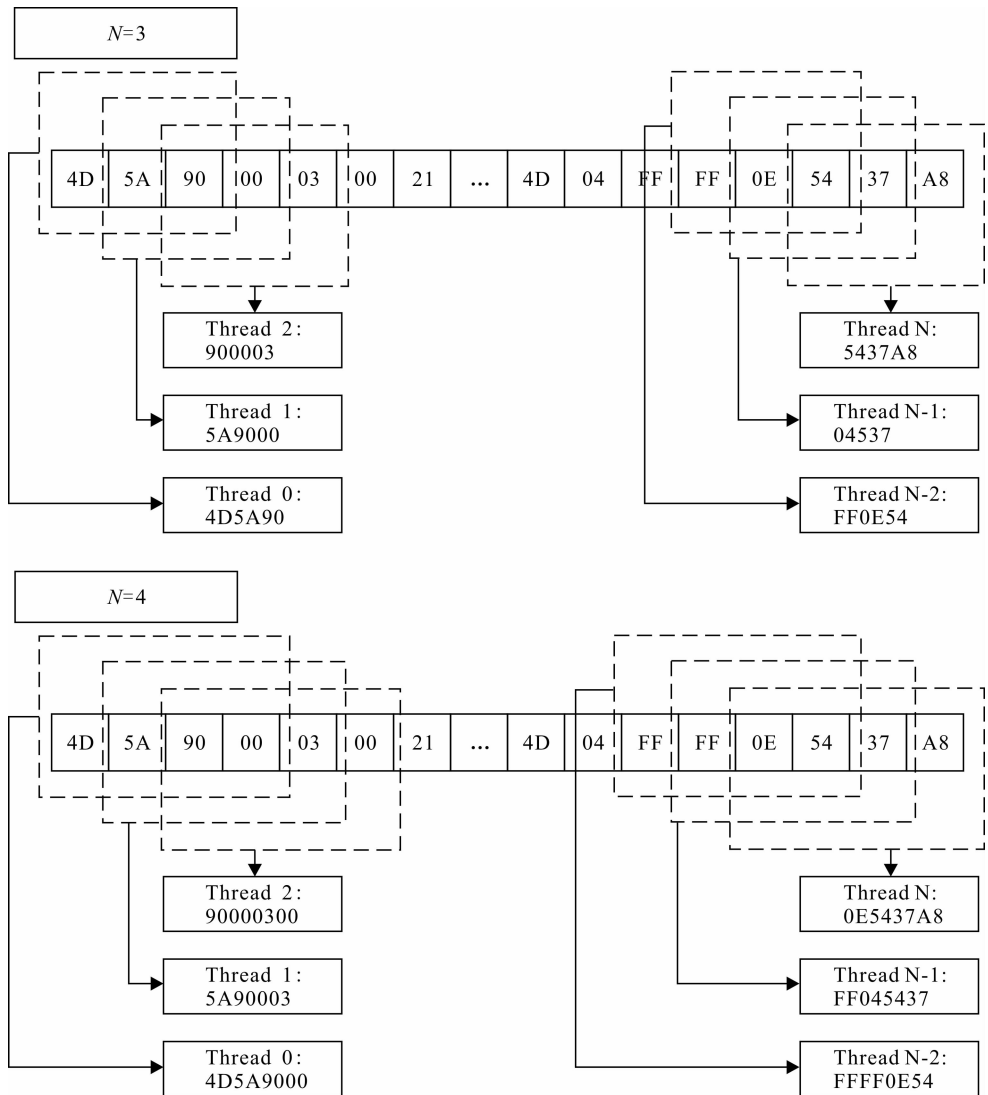 N=3
4D 5A 90 00 03 00 21 ... 4D 04 FF FF 0E 54 37 A8
Thread 2:
900003
Thread N:
5437A8
Thread 1:
5A9000
Thread N-1:
04537
Thread 0:
4D5A90
Thread N-2:
FF0E54
N=4
4D 5A 90 00 03 00 21 ... 4D 04 FF FF 0E 54 37 A8
Thread 2:
90000300
Thread N:
0E5437A8
Thread 1:
5A90003
Thread N-1:
FF045437
Thread 0:
4D5A9000
Thread N-2:
FFFF0E54